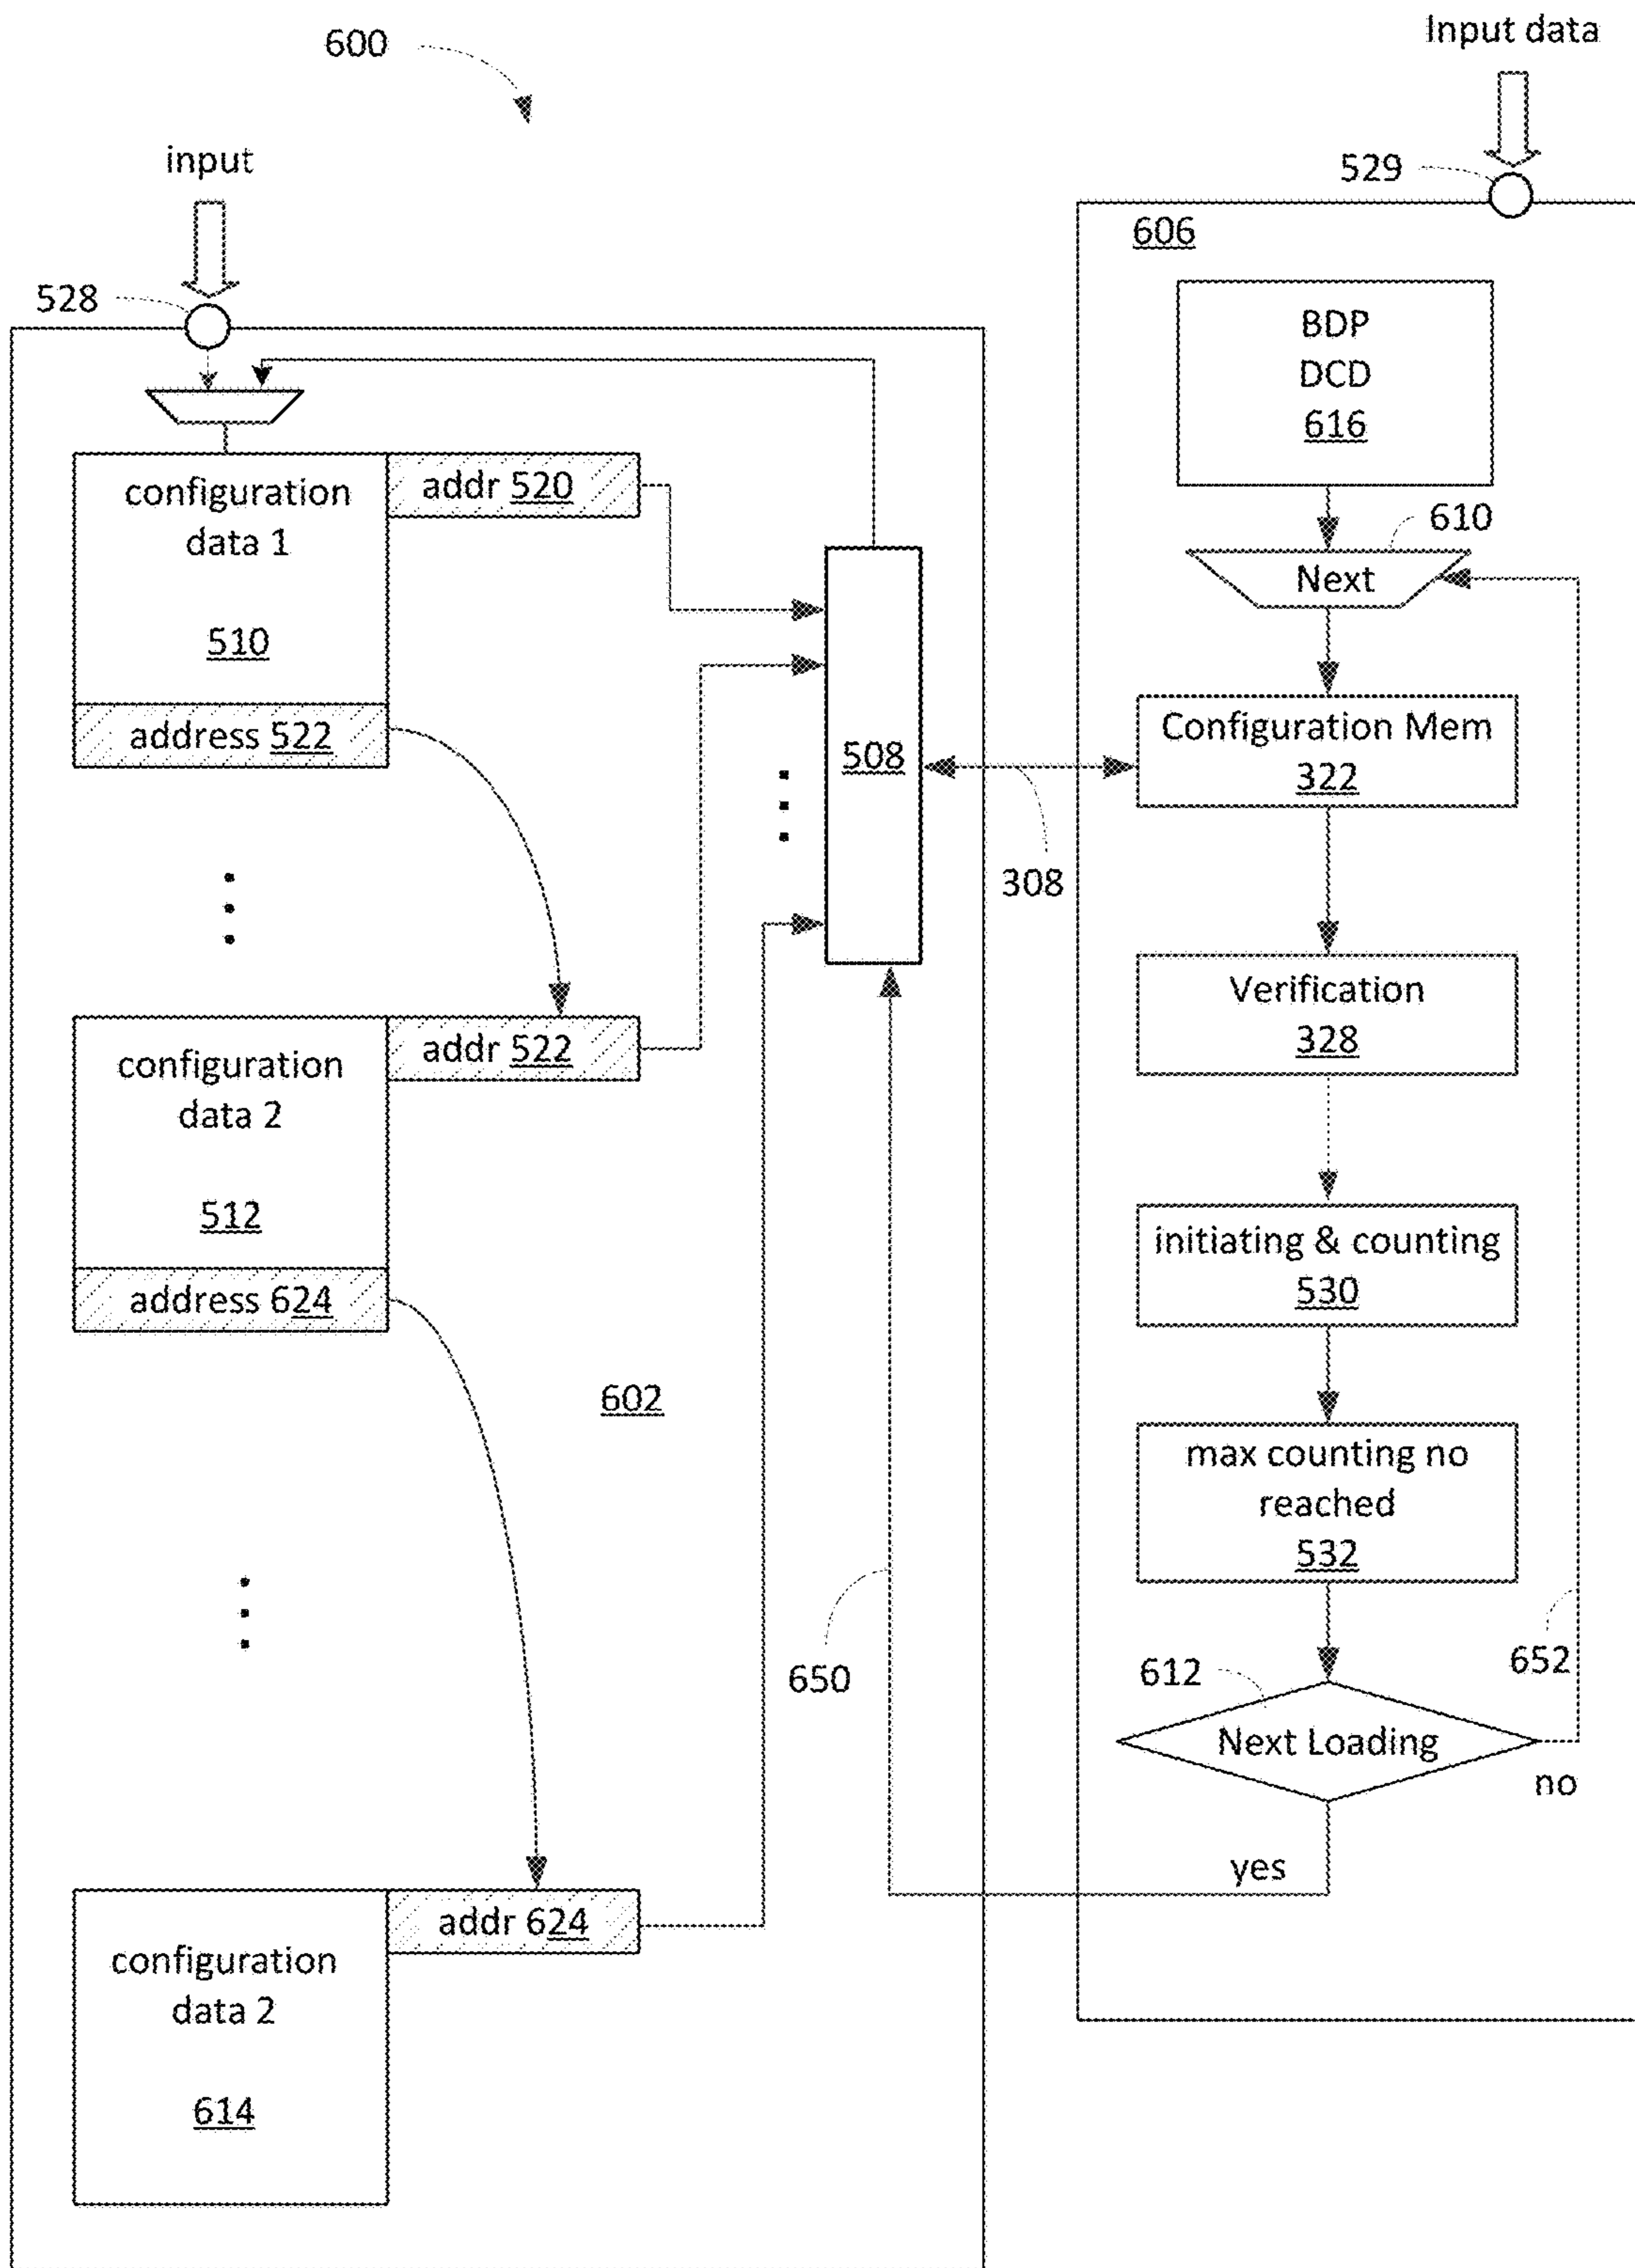 600
Input data
input
529
528
606
BDP
DCD
616
configuration
data 1
510
addr 520
address 522
508
610
Next
Configuration Mem
322
308
Verification
328
configuration
data 2
512
addr 522
address 624
602
initiating & counting
530
max counting no
reached
532
650
612
652
Next Loading
no
yes
configuration
data 2
614
addr 624